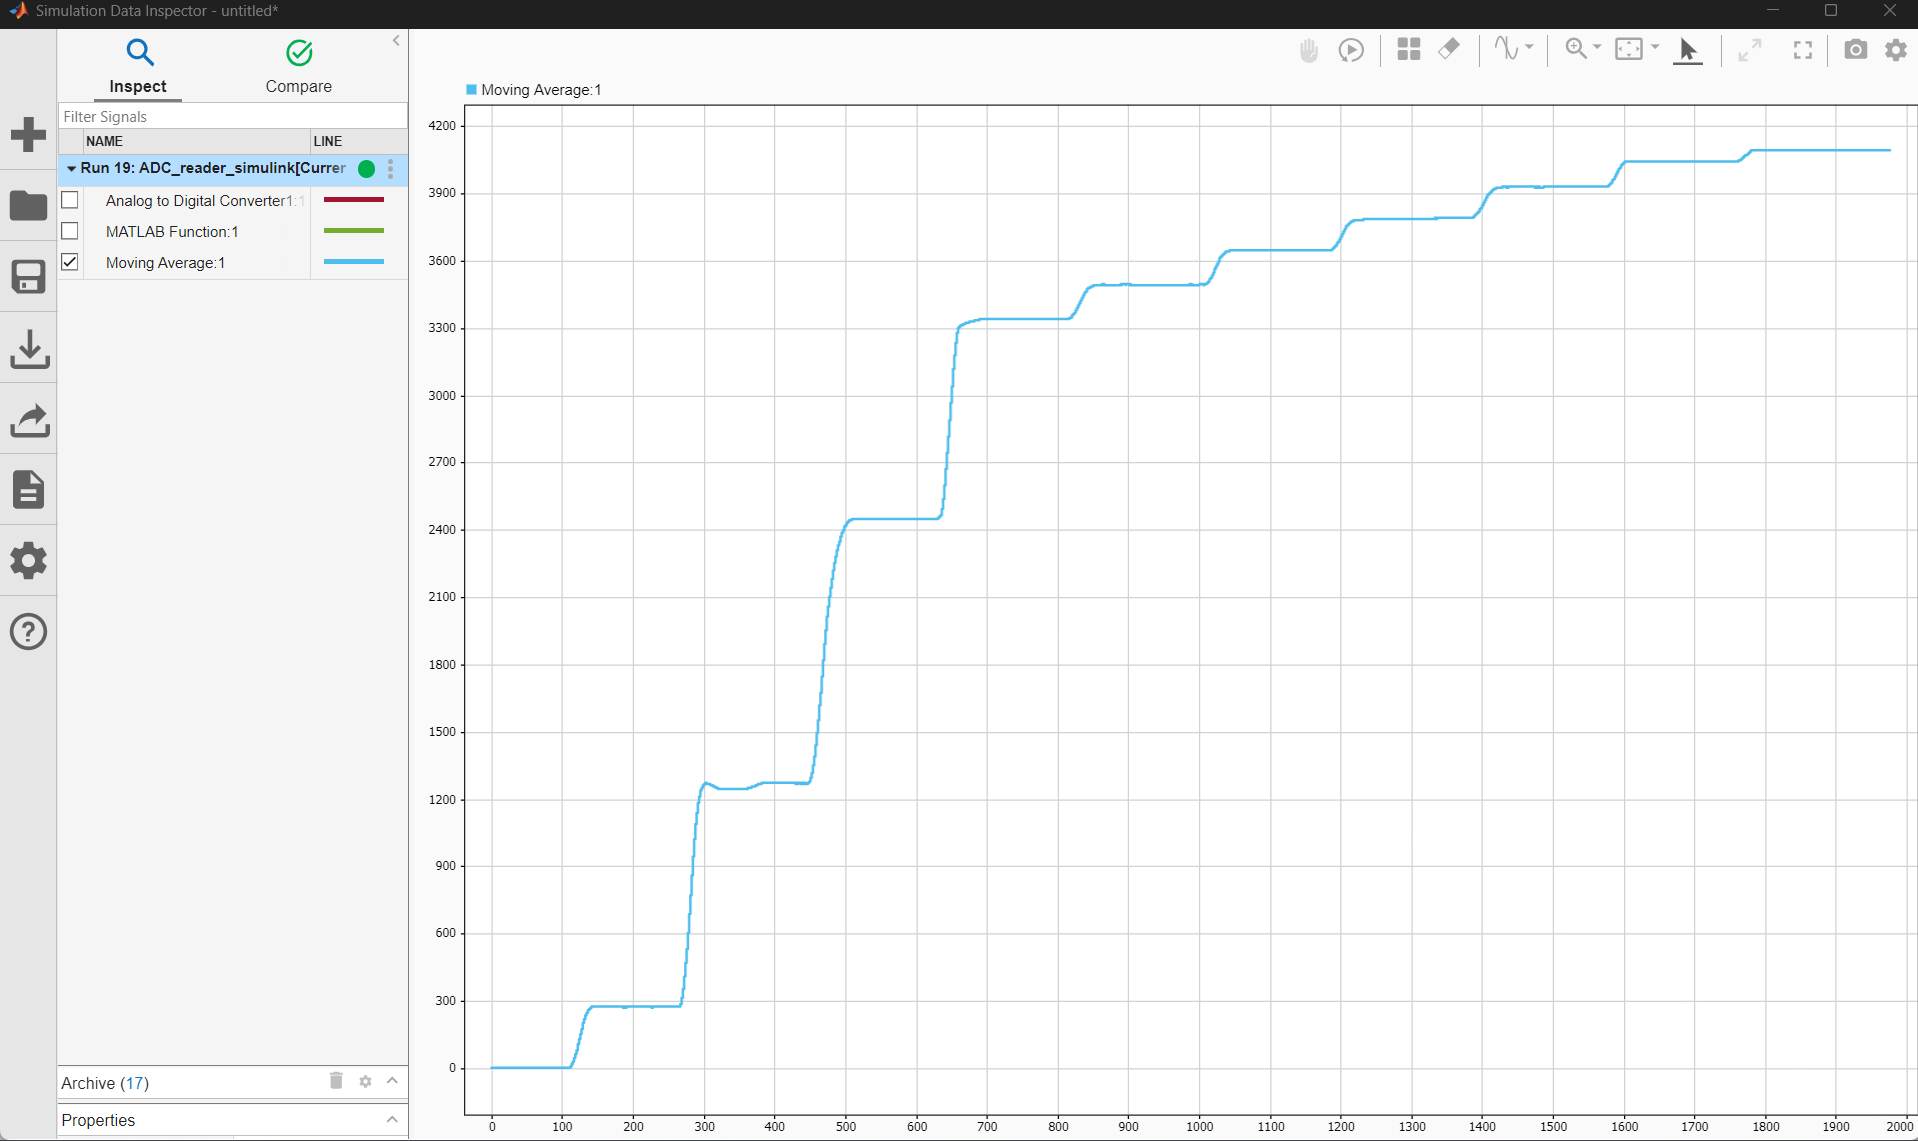 Simulation Data Inspector - untitled*
Inspect
Compare
Filter Signals
NAME LINE
Run 19: ADC_reader_simulink[Currer
Analog to Digital Converter1:1
MATLAB Function:1
Moving Average:1
Archive (17)
Properties
Moving Average:1
4200
3900
3600
3300
3000
2700
2400
2100
1800
1500
1200
900
600
300
0
0 100 200 300 400 500 600 700 800 900 1000 1100 1200 1300 1400 1500 1600 1700 1800 1900 2000